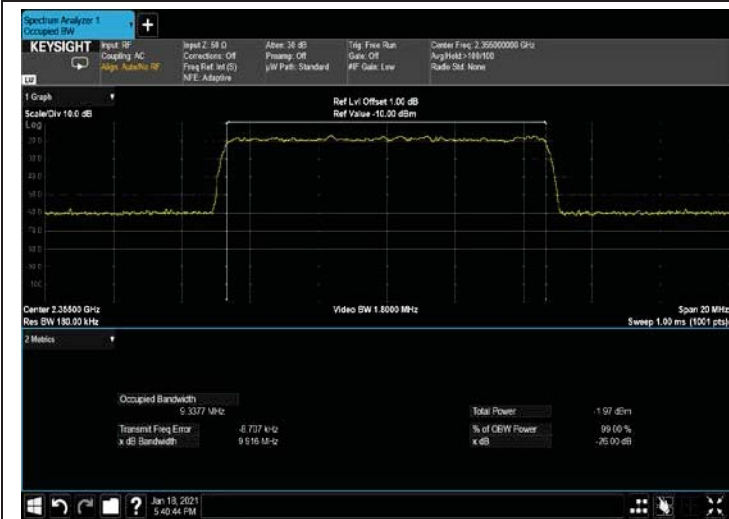 Spectrum Analyzer 1
Occupied BW
+
KEYSIGHT
Input: RF
Coupling: AC
Align: Auto/No RF
Input Z: 50 Ω
Corrections: Off
Freq Ref: Int (S)
NFE: Adaptive
Atten: 36 dB
Preamp: Off
µW Path: Standard
Trig: Free Run
Gate: Off
#IF Gain: Low
Center Freq: 2.355000000 GHz
Avg|Hold:>100/100
Radio Std: None
1 Graph
Scale/Div 10.0 dB
Ref Lvl Offset 1.00 dB
Ref Value -10.00 dBm
Log
Center 2.35500 GHz
Res BW 180.00 kHz
Video BW 1.8000 MHz
Span 20 MHz
Sweep 1.00 ms (1001 pts)
2 Metrics
Occupied Bandwidth
9.3377 MHz
Total Power -1.97 dBm
Transmit Freq Error -8.737 kHz
% of OBW Power 99.00 %
x dB Bandwidth 9.916 MHz
x dB -26.00 dB
?
Jan 18, 2021
5:40:44 PM